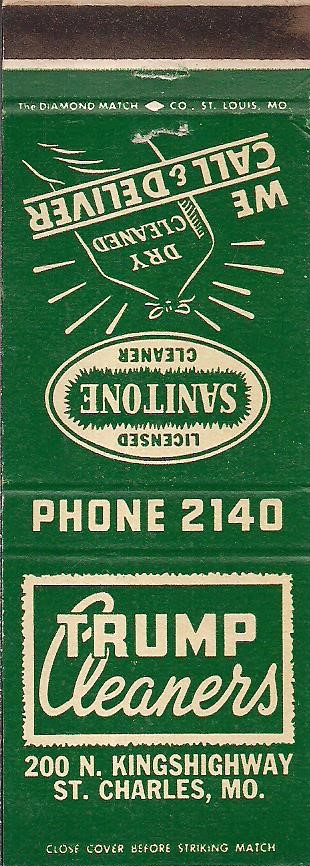 The DIAMOND MATCH CO. ST. LOUIS, MO.
WE
CALL & DELIVER
DRY
CLEANED
LICENSED
SANITONE
CLEANER
PHONE 2140
TRUMP
Cleaners
200 N. KINGSHIGHWAY
ST. CHARLES, MO.
CLOSE COVER BEFORE STRIKING MATCH